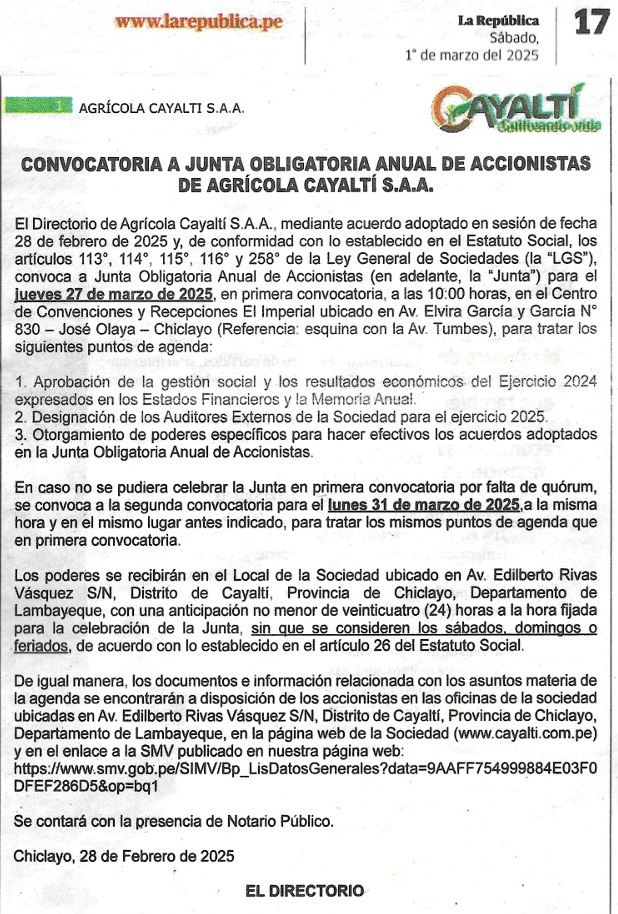 www.larepublica.pe
La República
Sábado,
1° de marzo del 2025
17
1 AGRÍCOLA CAYALTI S.A.A.
CAYALTÍ
Cultivando vida
CONVOCATORIA A JUNTA OBLIGATORIA ANUAL DE ACCIONISTAS
DE AGRÍCOLA CAYALTÍ S.A.A.
El Directorio de Agrícola Cayaltí S.A.A., mediante acuerdo adoptado en sesión de fecha
28 de febrero de 2025 y, de conformidad con lo establecido en el Estatuto Social, los
artículos 113°, 114°, 115°, 116° y 258° de la Ley General de Sociedades (la “LGS”),
convoca a Junta Obligatoria Anual de Accionistas (en adelante, la “Junta”) para el
jueves 27 de marzo de 2025, en primera convocatoria, a las 10:00 horas, en el Centro
de Convenciones y Recepciones El Imperial ubicado en Av. Elvira García y García N°
830 – José Olaya – Chiclayo (Referencia: esquina con la Av. Tumbes), para tratar los
siguientes puntos de agenda:
1. Aprobación de la gestión social y los resultados económicos del Ejercicio 2024
expresados en los Estados Financieros y la Memoria Anual.
2. Designación de los Auditores Externos de la Sociedad para el ejercicio 2025.
3. Otorgamiento de poderes específicos para hacer efectivos los acuerdos adoptados
en la Junta Obligatoria Anual de Accionistas.
En caso no se pudiera celebrar la Junta en primera convocatoria por falta de quórum,
se convoca a la segunda convocatoria para el lunes 31 de marzo de 2025,a la misma
hora y en el mismo lugar antes indicado, para tratar los mismos puntos de agenda que
en primera convocatoria.
Los poderes se recibirán en el Local de la Sociedad ubicado en Av. Edilberto Rivas
Vásquez S/N, Distrito de Cayaltí, Provincia de Chiclayo, Departamento de
Lambayeque, con una anticipación no menor de veinticuatro (24) horas a la hora fijada
para la celebración de la Junta, sin que se consideren los sábados, domingos o
feriados, de acuerdo con lo establecido en el artículo 26 del Estatuto Social.
De igual manera, los documentos e información relacionada con los asuntos materia de
la agenda se encontrarán a disposición de los accionistas en las oficinas de la sociedad
ubicadas en Av. Edilberto Rivas Vásquez S/N, Distrito de Cayaltí, Provincia de Chiclayo,
Departamento de Lambayeque, en la página web de la Sociedad (www.cayalti.com.pe)
y en el enlace a la SMV publicado en nuestra página web:
https://www.smv.gob.pe/SIMV/Bp_LisDatosGenerales?data=9AAFF754999884E03F0
DFEF286D5&op=bq1
Se contará con la presencia de Notario Público.
Chiclayo, 28 de Febrero de 2025
EL DIRECTORIO